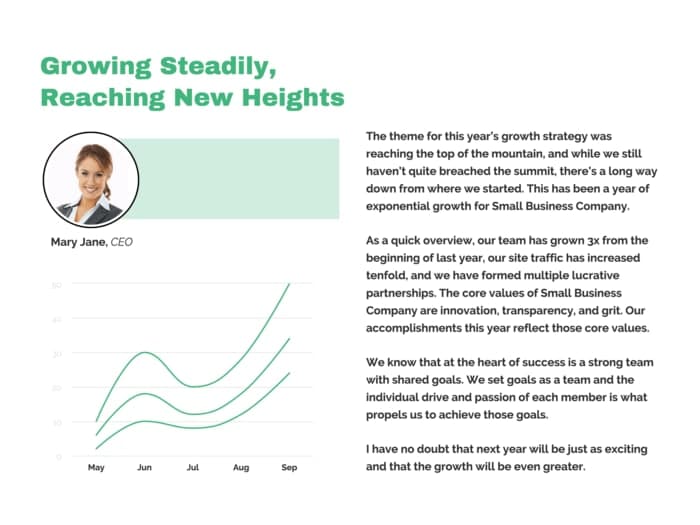 Growing Steadily,
Reaching New Heights
Mary Jane, CEO
50
40
30
20
10
0
May Jun Jul Aug Sep
The theme for this year's growth strategy was
reaching the top of the mountain, and while we still
haven't quite breached the summit, there's a long way
down from where we started. This has been a year of
exponential growth for Small Business Company.
As a quick overview, our team has grown 3x from the
beginning of last year, our site traffic has increased
tenfold, and we have formed multiple lucrative
partnerships. The core values of Small Business
Company are innovation, transparency, and grit. Our
accomplishments this year reflect those core values.
We know that at the heart of success is a strong team
with shared goals. We set goals as a team and the
individual drive and passion of each member is what
propels us to achieve those goals.
I have no doubt that next year will be just as exciting
and that the growth will be even greater.